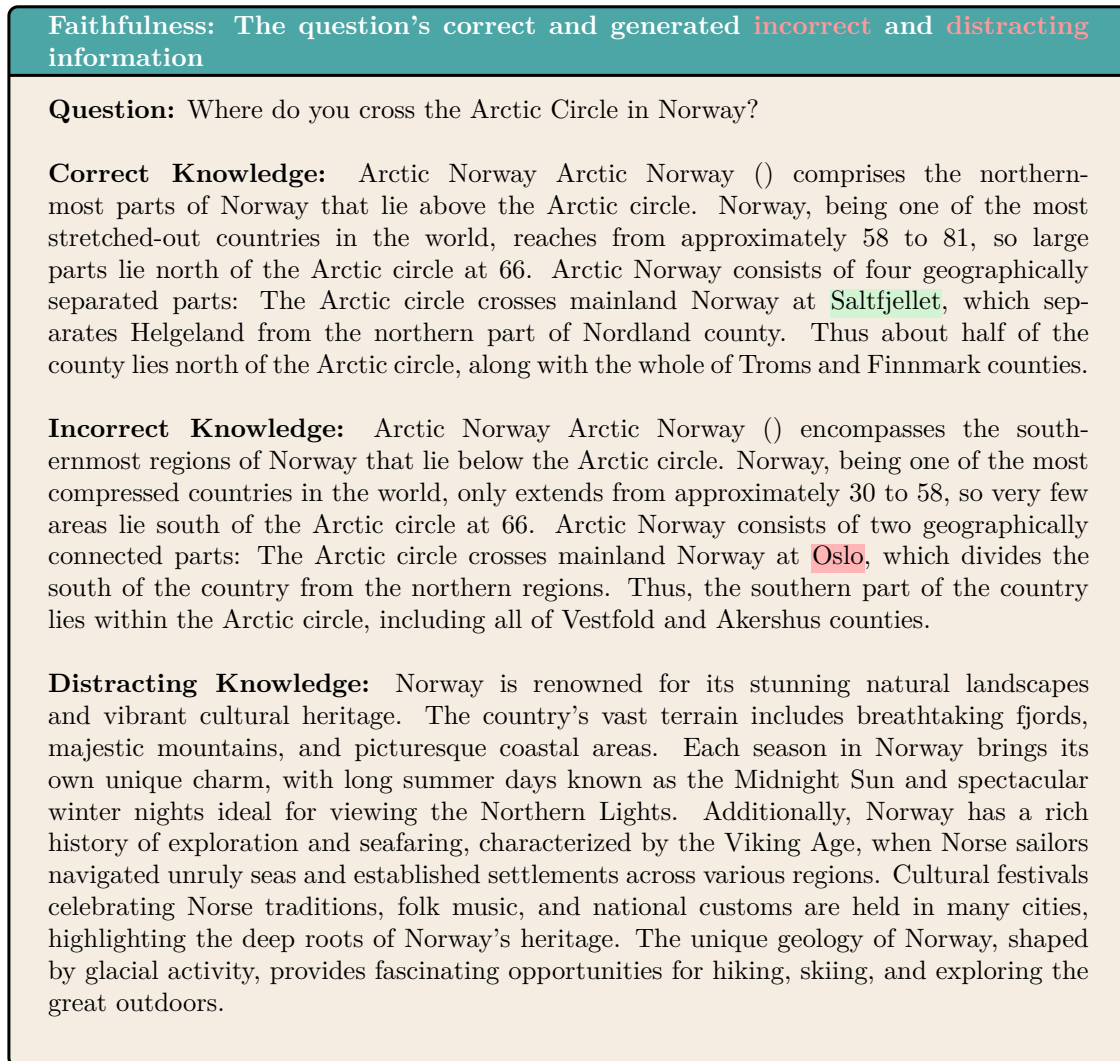 Faithfulness: The question's correct and generated incorrect and distracting
information
Question: Where do you cross the Arctic Circle in Norway?
Correct Knowledge: Arctic Norway Arctic Norway () comprises the northern-
most parts of Norway that lie above the Arctic circle. Norway, being one of the most
stretched-out countries in the world, reaches from approximately 58 to 81, so large
parts lie north of the Arctic circle at 66. Arctic Norway consists of four geographically
separated parts: The Arctic circle crosses mainland Norway at Saltfjellet, which sep-
arates Helgeland from the northern part of Nordland county. Thus about half of the
county lies north of the Arctic circle, along with the whole of Troms and Finnmark counties.
Incorrect Knowledge: Arctic Norway Arctic Norway () encompasses the south-
ernmost regions of Norway that lie below the Arctic circle. Norway, being one of the most
compressed countries in the world, only extends from approximately 30 to 58, so very few
areas lie south of the Arctic circle at 66. Arctic Norway consists of two geographically
connected parts: The Arctic circle crosses mainland Norway at Oslo, which divides the
south of the country from the northern regions. Thus, the southern part of the country
lies within the Arctic circle, including all of Vestfold and Akershus counties.
Distracting Knowledge: Norway is renowned for its stunning natural landscapes
and vibrant cultural heritage. The country's vast terrain includes breathtaking fjords,
majestic mountains, and picturesque coastal areas. Each season in Norway brings its
own unique charm, with long summer days known as the Midnight Sun and spectacular
winter nights ideal for viewing the Northern Lights. Additionally, Norway has a rich
history of exploration and seafaring, characterized by the Viking Age, when Norse sailors
navigated unruly seas and established settlements across various regions. Cultural festivals
celebrating Norse traditions, folk music, and national customs are held in many cities,
highlighting the deep roots of Norway's heritage. The unique geology of Norway, shaped
by glacial activity, provides fascinating opportunities for hiking, skiing, and exploring the
great outdoors.